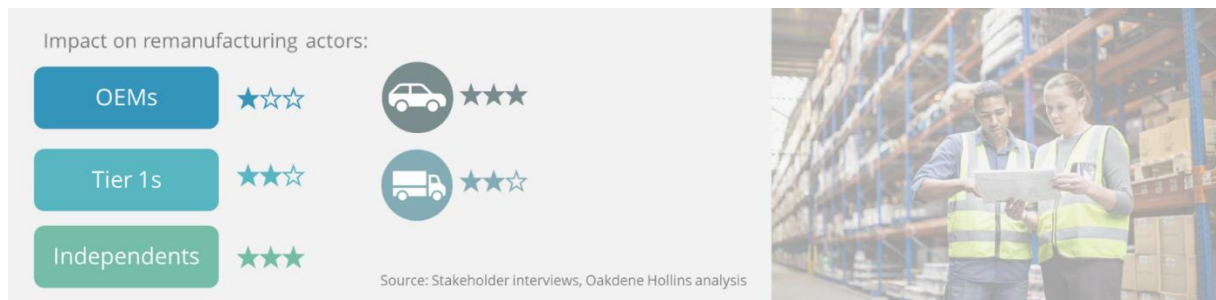 Impact on remanufacturing actors:
OEMs
Tier 1s
Independents
Source: Stakeholder interviews, Oakdene Hollins analysis